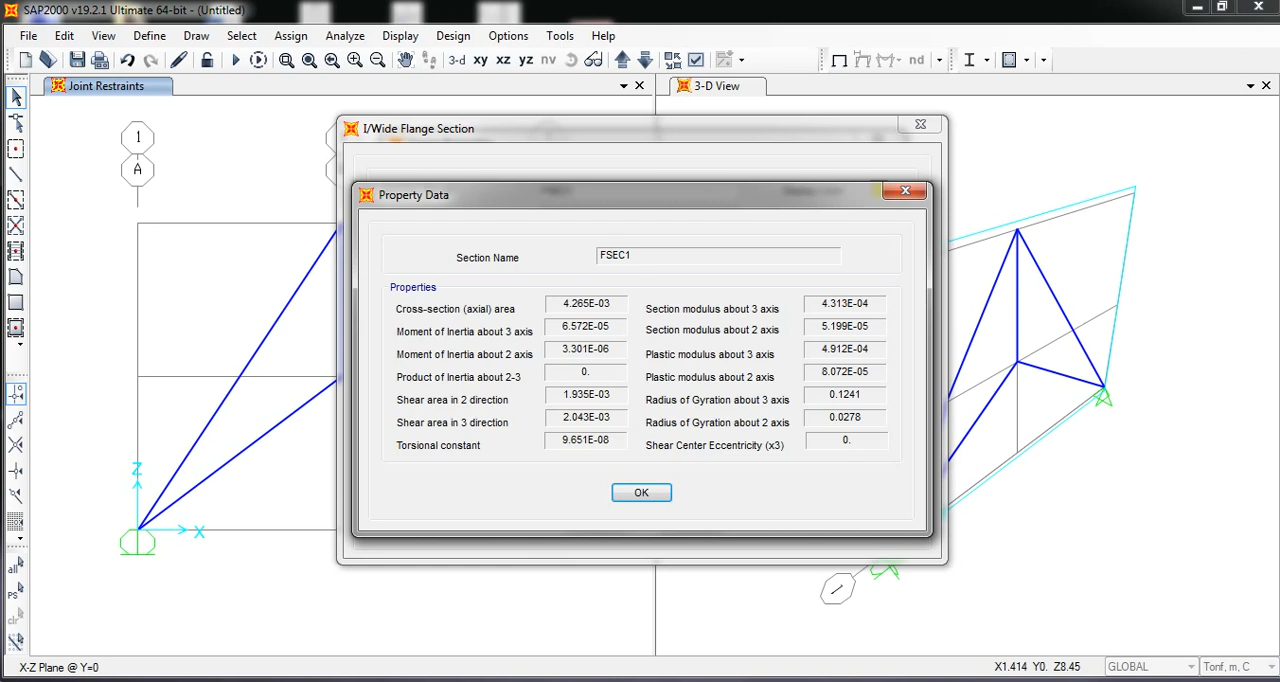 SAP2000 v19.2.1 Ultimate 64-bit - (Untitled)
File Edit View Define Draw Select Assign Analyze Display Design Options Tools Help
3-d xy xz yz nv nd
Joint Restraints
3-D View
1
A
I/Wide Flange Section
Property Data
Section Name FSEC1
Properties
Cross-section (axial) area 4.265E-03 Section modulus about 3 axis 4.313E-04
Moment of Inertia about 3 axis 6.572E-05 Section modulus about 2 axis 5.199E-05
Moment of Inertia about 2 axis 3.301E-06 Plastic modulus about 3 axis 4.912E-04
Product of Inertia about 2-3 0. Plastic modulus about 2 axis 8.072E-05
Shear area in 2 direction 1.935E-03 Radius of Gyration about 3 axis 0.1241
Shear area in 3 direction 2.043E-03 Radius of Gyration about 2 axis 0.0278
Torsional constant 9.651E-08 Shear Center Eccentricity (x3) 0.
OK
Z
X
all
PS
clr
X-Z Plane @ Y=0
X1.414 Y0. Z8.45
GLOBAL
Tonf, m, C